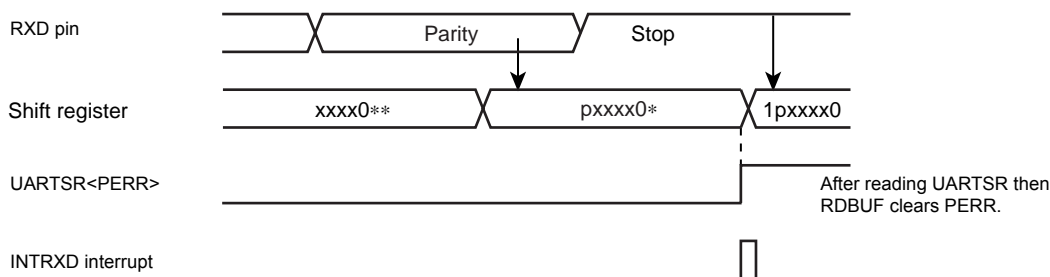 RXD pin
Parity
Stop
Shift register
xxxx0**
pxxxx0*
1pxxxx0
UARTSR<PERR>
After reading UARTSR then
RDBUF clears PERR.
INTRXD interrupt